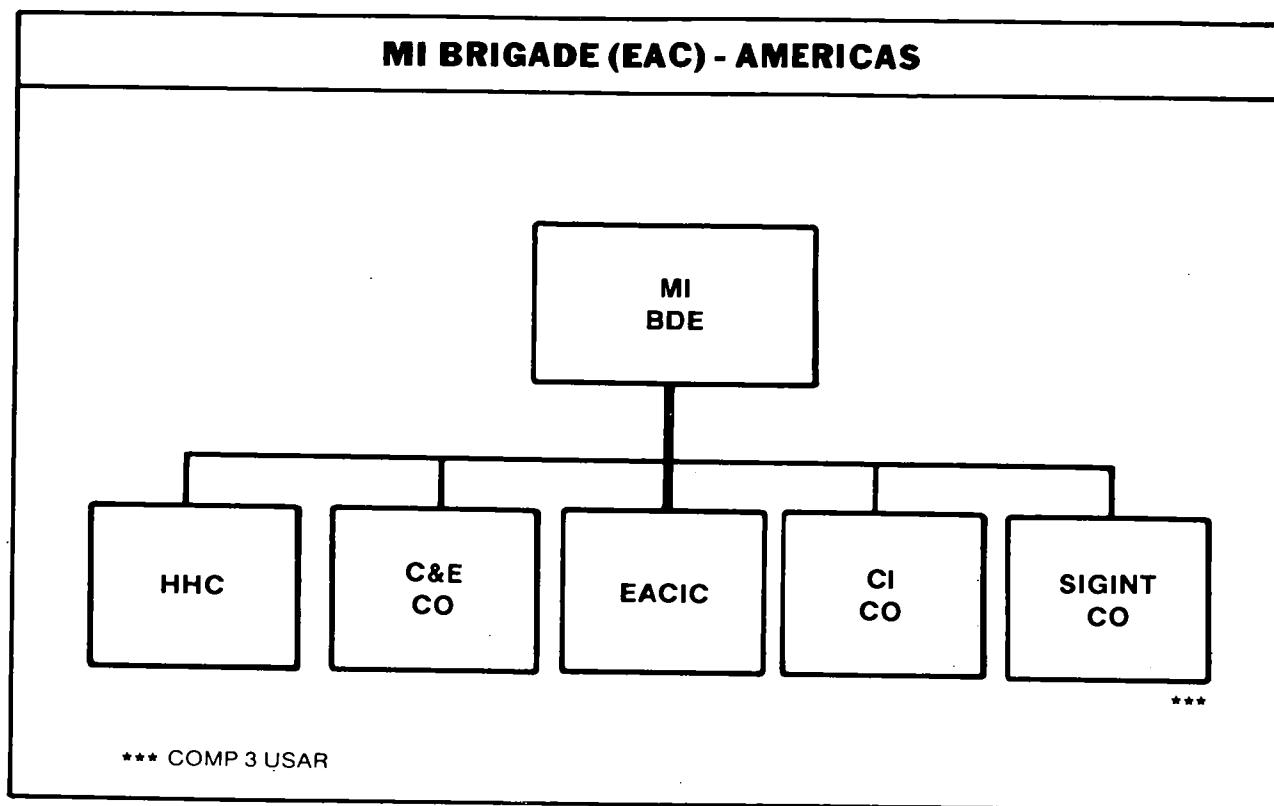 MI BRIGADE (EAC) - AMERICAS
MI
BDE
HHC
C&E
CO
EACIC
CI
CO
SIGINT
CO
***
*** COMP 3 USAR